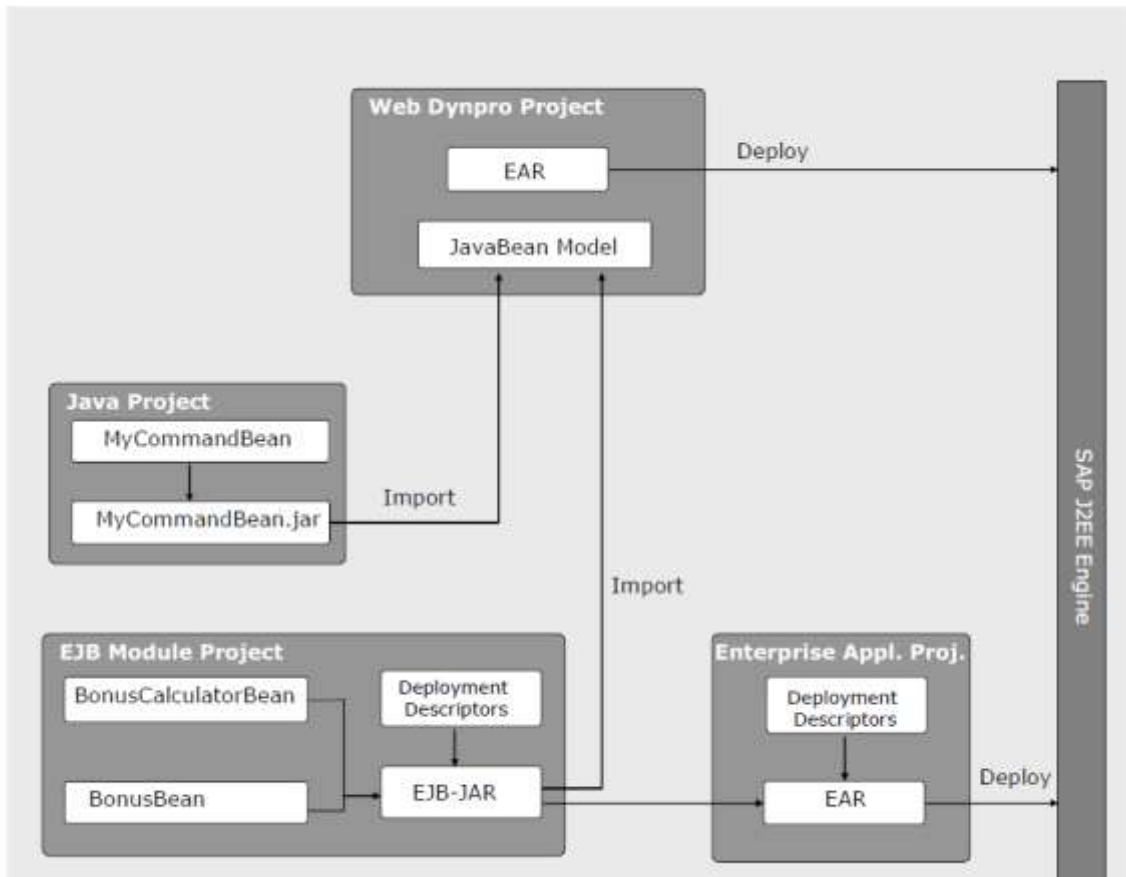 Web Dynpro Project
EAR
Deploy
JavaBean Model
Java Project
MyCommandBean
MyCommandBean.jar
Import
Import
SAP J2EE Engine
EJB Module Project
BonusCalculatorBean
Deployment
Descriptors
BonusBean
EJB-JAR
Enterprise Appl. Proj.
Deployment
Descriptors
EAR
Deploy